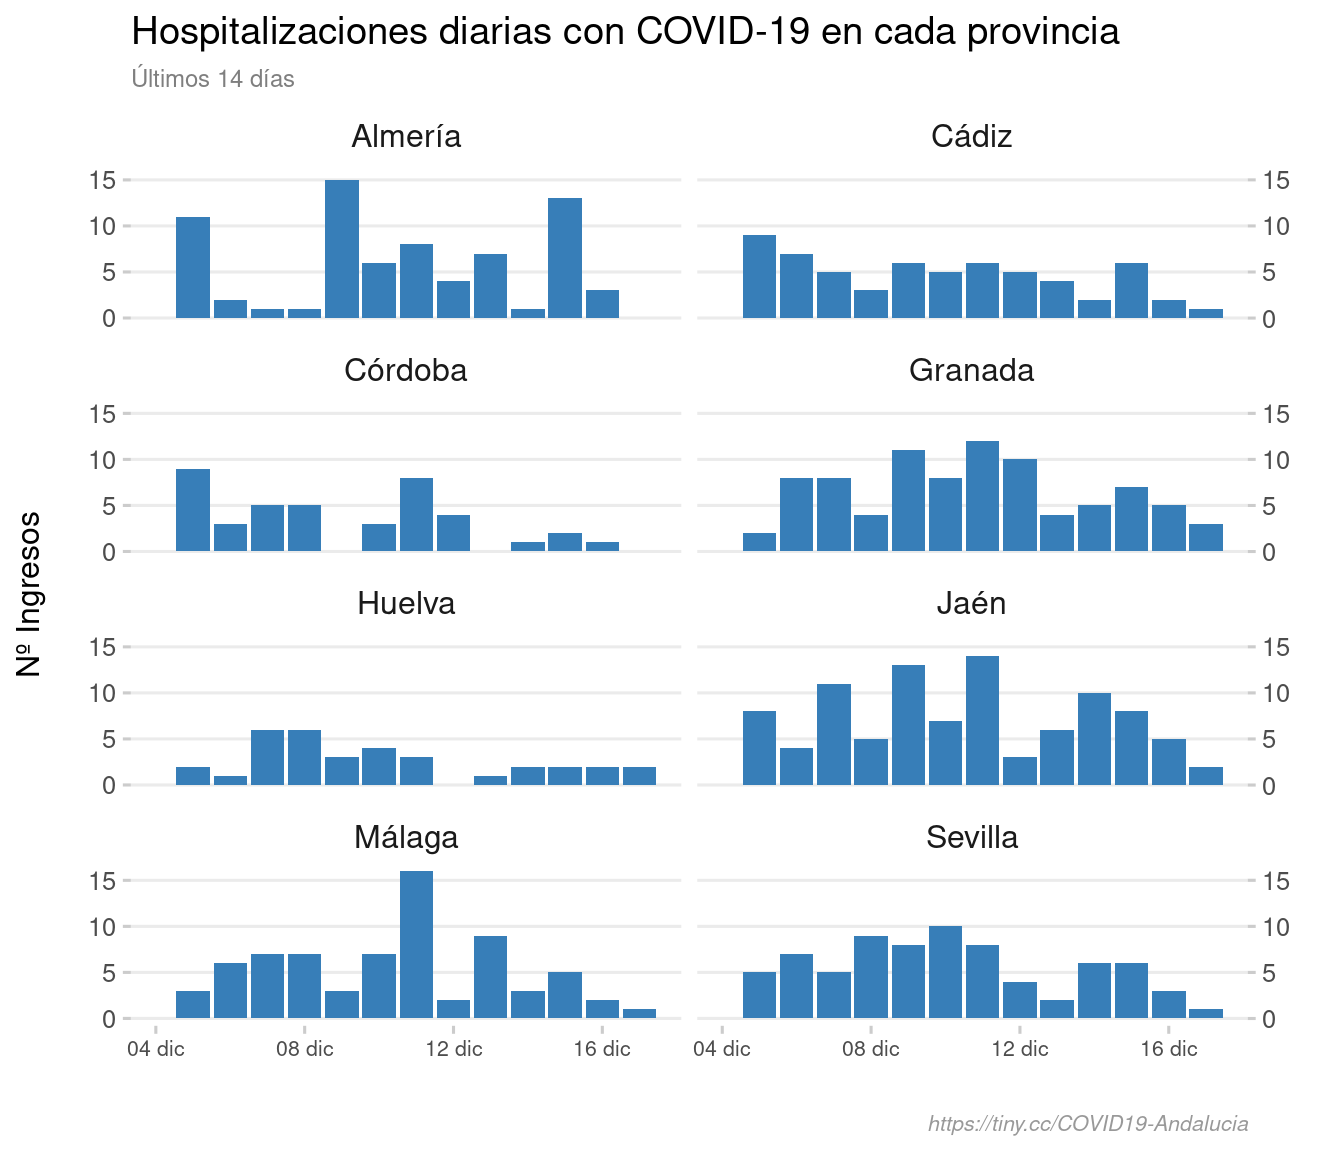 Hospitalizaciones diarias con COVID-19 en cada provincia
Últimos 14 días
Almería Cádiz
15 15
10 10
5 5
0 0
Córdoba Granada
15 15
10 10
5 5
0 0
Nº Ingresos
Huelva Jaén
15 15
10 10
5 5
0 0
Málaga Sevilla
15 15
10 10
5 5
0 0
04 dic 08 dic 12 dic 16 dic 04 dic 08 dic 12 dic 16 dic
https://tiny.cc/COVID19-Andalucia